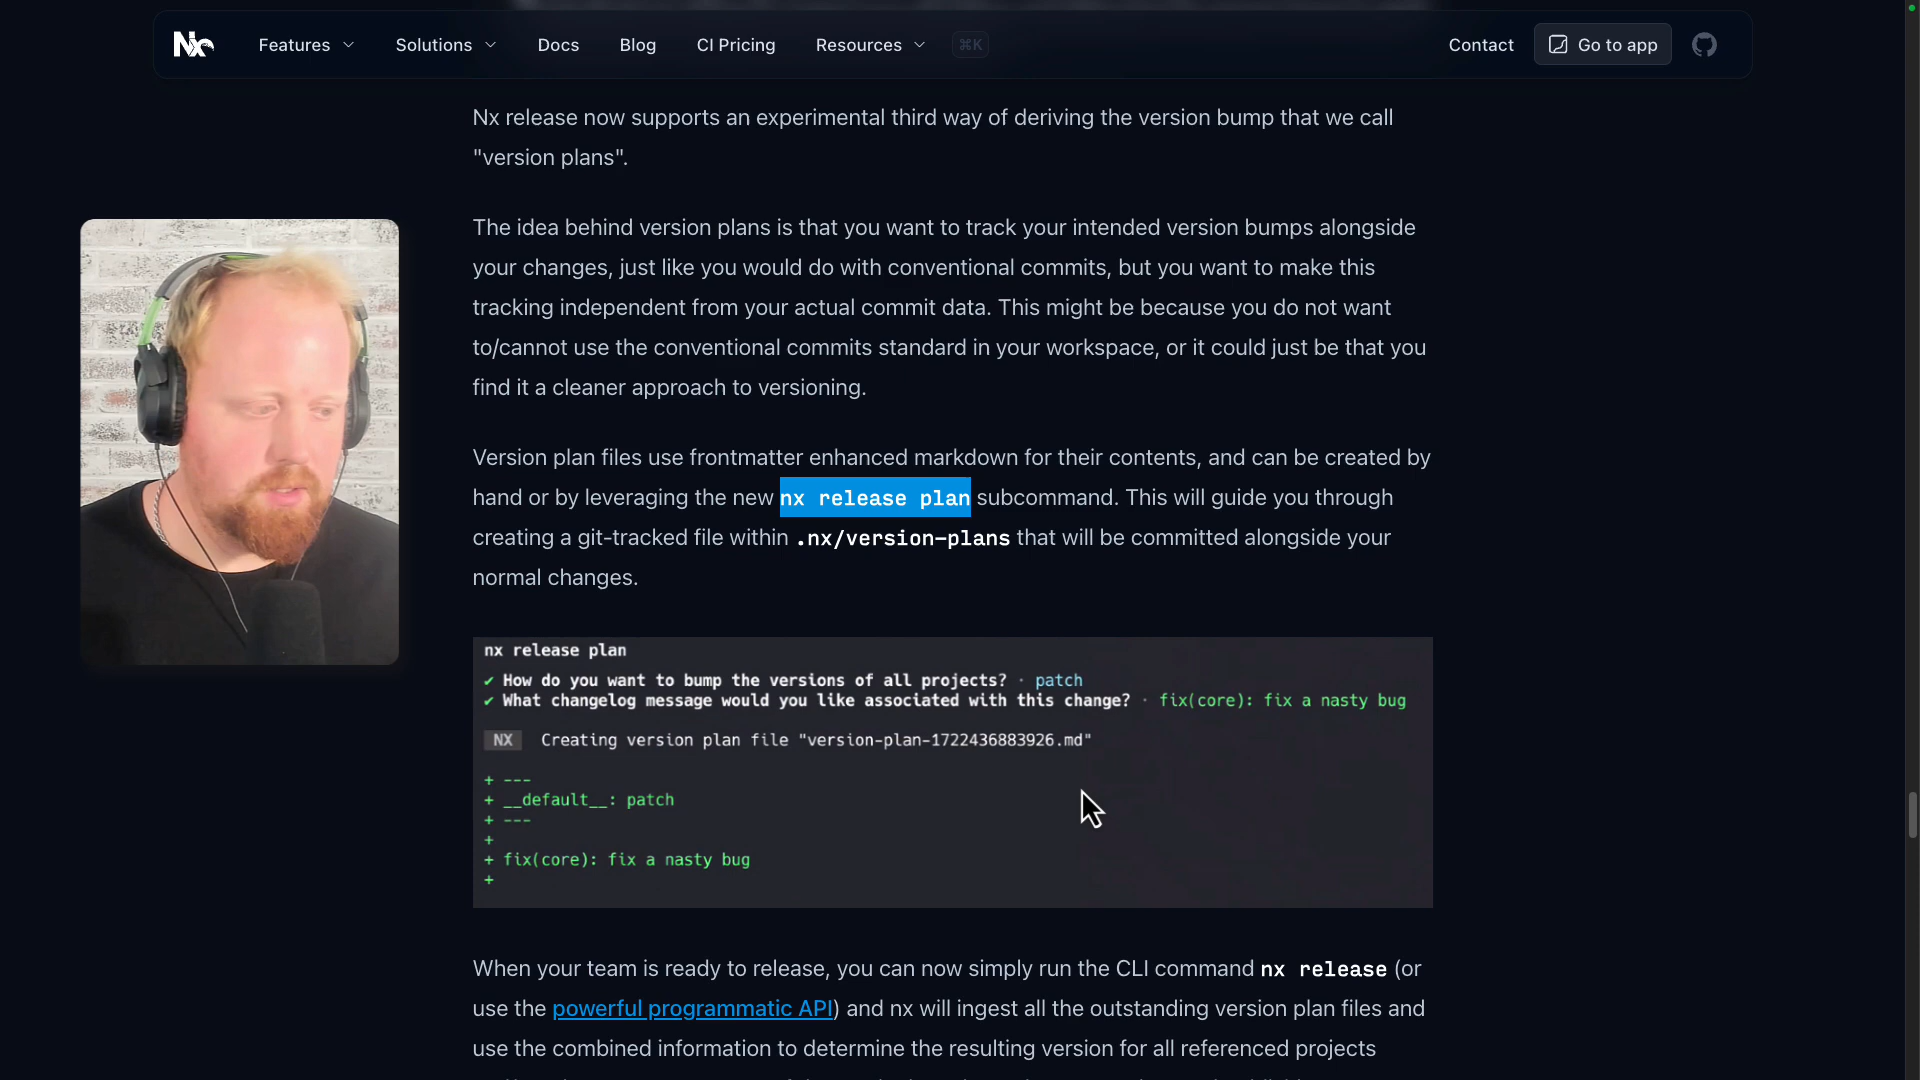 Nx
Features
Solutions
Docs
Blog
CI Pricing
Resources
⌘K
Contact
Go to app
Nx release now supports an experimental third way of deriving the version bump that we call
"version plans".
The idea behind version plans is that you want to track your intended version bumps alongside
your changes, just like you would do with conventional commits, but you want to make this
tracking independent from your actual commit data. This might be because you do not want
to/cannot use the conventional commits standard in your workspace, or it could just be that you
find it a cleaner approach to versioning.
Version plan files use frontmatter enhanced markdown for their contents, and can be created by
hand or by leveraging the new nx release plan subcommand. This will guide you through
creating a git-tracked file within .nx/version-plans that will be committed alongside your
normal changes.
nx release plan
✔ How do you want to bump the versions of all projects? · patch
✔ What changelog message would you like associated with this change? · fix(core): fix a nasty bug
NX Creating version plan file "version-plan-1722436883926.md"
+ ---
+ __default__: patch
+ ---
+
+ fix(core): fix a nasty bug
+
When your team is ready to release, you can now simply run the CLI command nx release (or
use the powerful programmatic API) and nx will ingest all the outstanding version plan files and
use the combined information to determine the resulting version for all referenced projects